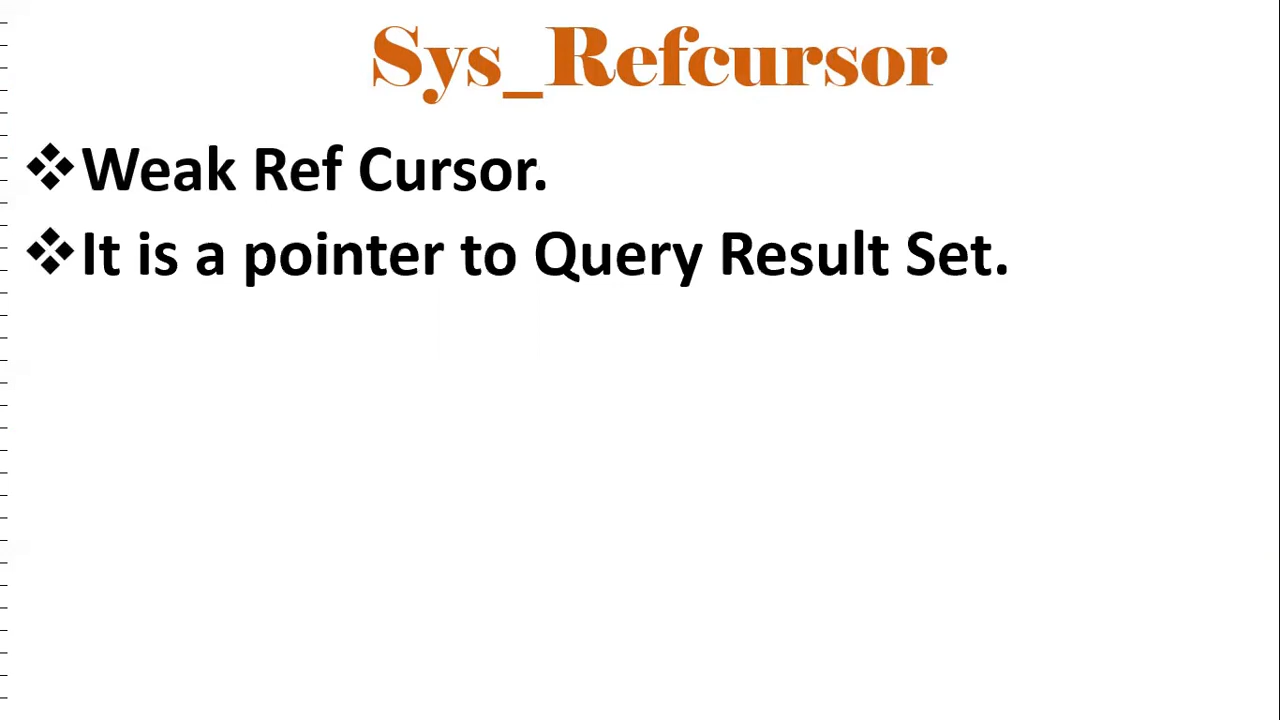 Sys_Refcursor
❖Weak Ref Cursor.
❖It is a pointer to Query Result Set.